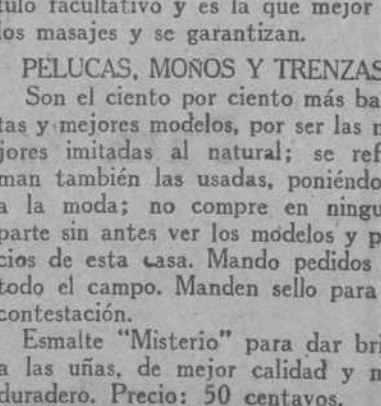 tulo facultativo y es la que mejor
los masajes y se garantizan.
PELUCAS, MOÑOS Y TRENZAS
Son el ciento por ciento más ba
tas y mejores modelos, por ser las m
jores imitadas al natural; se ref
man también las usadas, poniéndo
a la moda; no compre en ningu
parte sin antes ver los modelos y p
cios de esta casa. Mando pedidos
todo el campo. Manden sello para
contestación.
Esmalte "Misterio" para dar bri
a las uñas, de mejor calidad y m
duradero. Precio: 50 centavos.